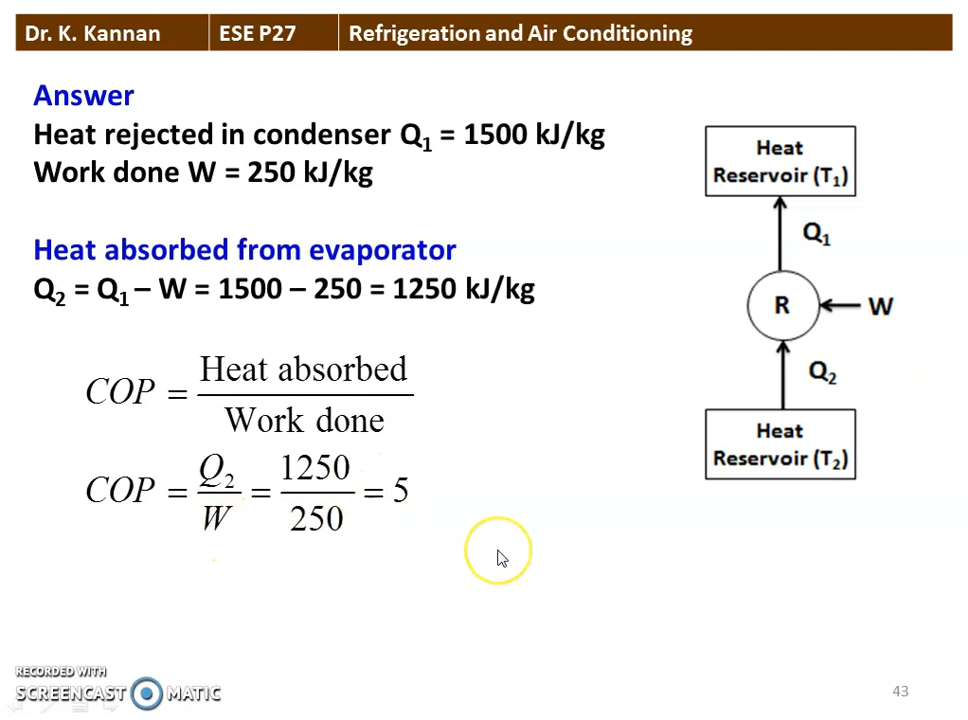 Dr. K. Kannan ESE P27 Refrigeration and Air Conditioning
Answer
Heat rejected in condenser Q₁ = 1500 kJ/kg
Work done W = 250 kJ/kg
Heat absorbed from evaporator
Q₂ = Q₁ – W = 1500 – 250 = 1250 kJ/kg
COP = Heat absorbed / Work done
COP = Q₂ / W = 1250 / 250 = 5
Heat
Reservoir (T₁)
Q₁
R
W
Q₂
Heat
Reservoir (T₂)
RECORDED WITH
SCREENCAST MATIC
43